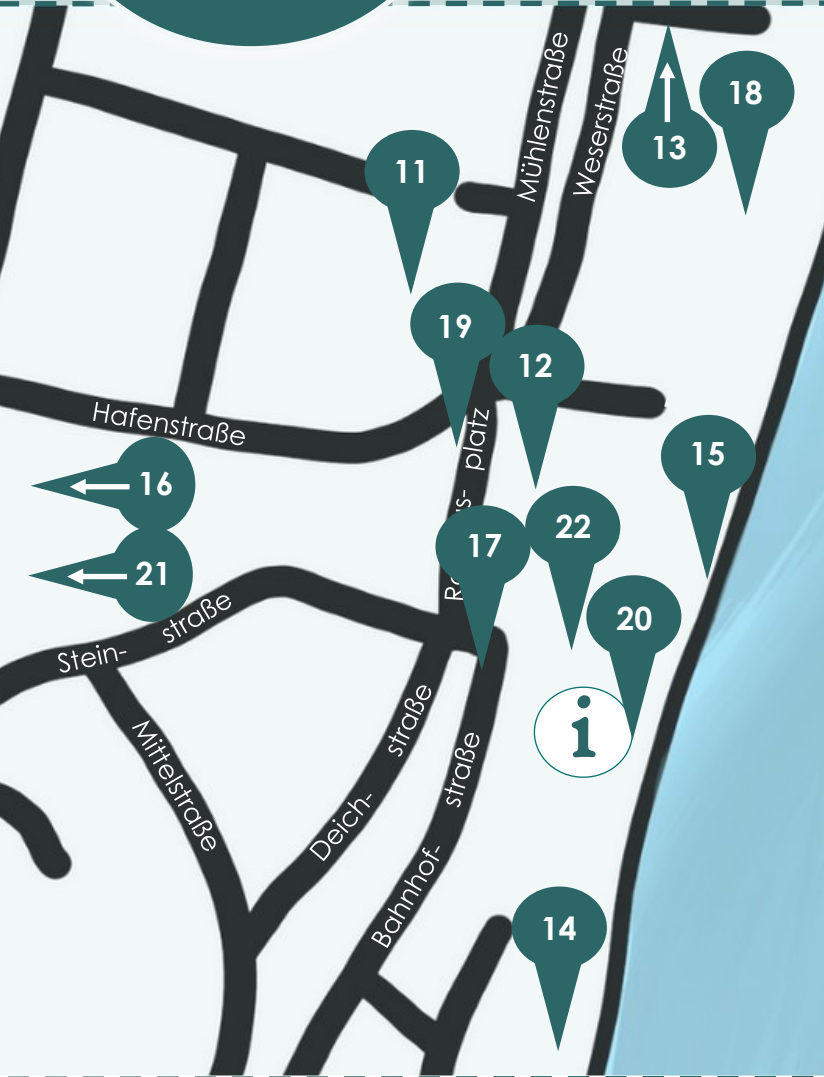 Mühlenstraße
Weserstraße
18
13
11
19
12
platz
Hafenstraße
15
16
22
17
21
20
Stein-
straße
i
Mittelstraße
Deich-
straße
Bahnhof-
straße
14